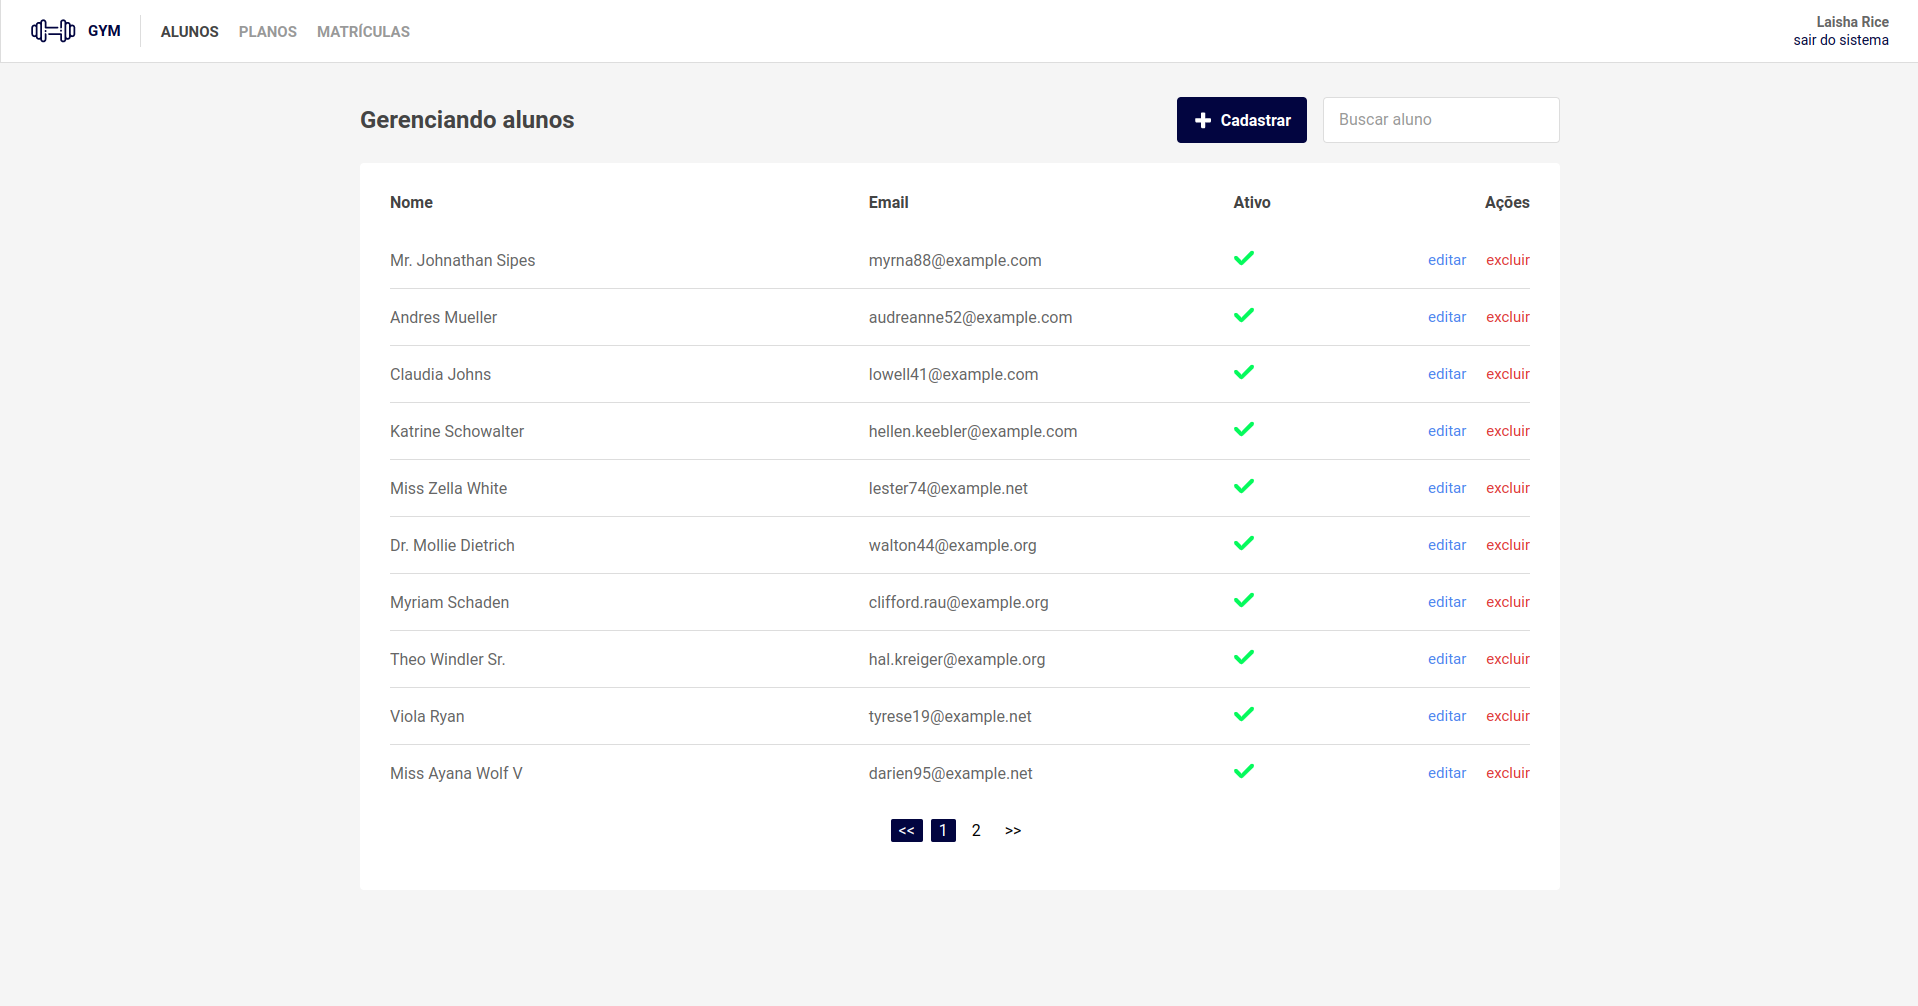 GYM ALUNOS PLANOS MATRÍCULAS Laisha Rice
sair do sistema
Gerenciando alunos Cadastrar Buscar aluno
Nome Email Ativo Ações
Mr. Johnathan Sipes myrna88@example.com editar excluir
Andres Mueller audreanne52@example.com editar excluir
Claudia Johns lowell41@example.com editar excluir
Katrine Schowalter hellen.keebler@example.com editar excluir
Miss Zella White lester74@example.net editar excluir
Dr. Mollie Dietrich walton44@example.org editar excluir
Myriam Schaden clifford.rau@example.org editar excluir
Theo Windler Sr. hal.kreiger@example.org editar excluir
Viola Ryan tyrese19@example.net editar excluir
Miss Ayana Wolf V darien95@example.net editar excluir
<< 1 2 >>